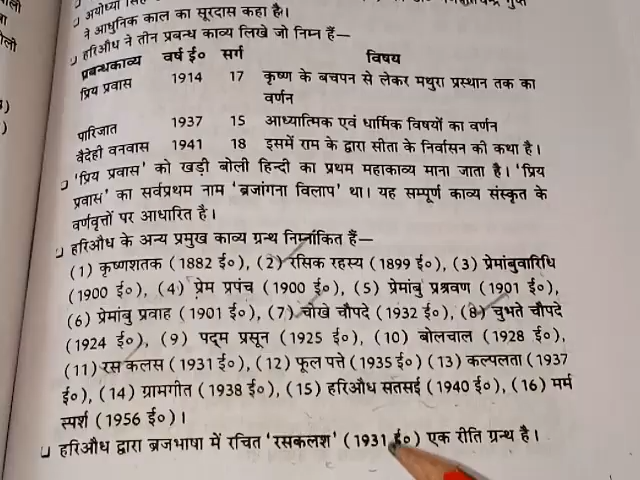 अयोध्या सिंह
ने आधुनिक काल का सूरदास कहा है।
❑ हरिऔध ने तीन प्रबन्ध काव्य लिखे जो निम्न हैं—
प्रबन्धकाव्य वर्ष ई० सर्ग विषय
प्रिय प्रवास 1914 17 कृष्ण के बचपन से लेकर मथुरा प्रस्थान तक का
वर्णन
पारिजात 1937 15 आध्यात्मिक एवं धार्मिक विषयों का वर्णन
वैदेही वनवास 1941 18 इसमें राम के द्वारा सीता के निर्वासन की कथा है।
❑ 'प्रिय प्रवास' को खड़ी बोली हिन्दी का प्रथम महाकाव्य माना जाता है। 'प्रिय
प्रवास' का सर्वप्रथम नाम 'ब्रजांगना विलाप' था। यह सम्पूर्ण काव्य संस्कृत के
वर्णवृत्तों पर आधारित है।
❑ हरिऔध के अन्य प्रमुख काव्य ग्रन्थ निम्नांकित हैं—
(1) कृष्णशतक (1882 ई०), (2) रसिक रहस्य (1899 ई०), (3) प्रेमांबुवारिधि
(1900 ई०), (4) प्रेम प्रपंच (1900 ई०), (5) प्रेमांबु प्रश्रवण (1901 ई०),
(6) प्रेमांबु प्रवाह (1901 ई०), (7) चोखे चौपदे (1932 ई०), (8) चुभते चौपदे
(1924 ई०), (9) पद्म प्रसून (1925 ई०), (10) बोलचाल (1928 ई०),
(11) रस कलस (1931 ई०), (12) फूल पत्ते (1935 ई०) (13) कल्पलता (1937
ई०), (14) ग्रामगीत (1938 ई०), (15) हरिऔध सतसई (1940 ई०), (16) मर्म
स्पर्श (1956 ई०)।
❑ हरिऔध द्वारा ब्रजभाषा में रचित 'रसकलश' (1931 ई०) एक रीति ग्रन्थ है।